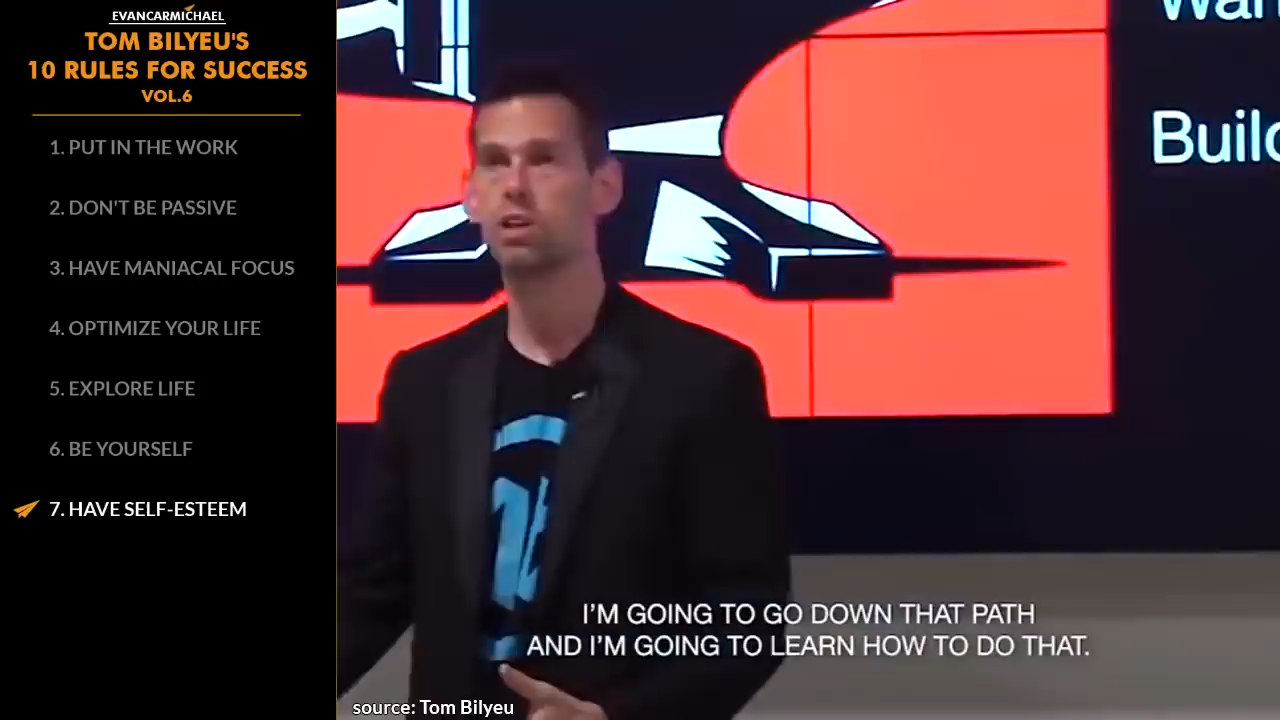 EVANCARMICHAEL
TOM BILYEU'S
10 RULES FOR SUCCESS
VOL.6
1. PUT IN THE WORK
2. DON'T BE PASSIVE
3. HAVE MANIACAL FOCUS
4. OPTIMIZE YOUR LIFE
5. EXPLORE LIFE
6. BE YOURSELF
7. HAVE SELF-ESTEEM
I'M GOING TO GO DOWN THAT PATH
AND I'M GOING TO LEARN HOW TO DO THAT.
source: Tom Bilyeu